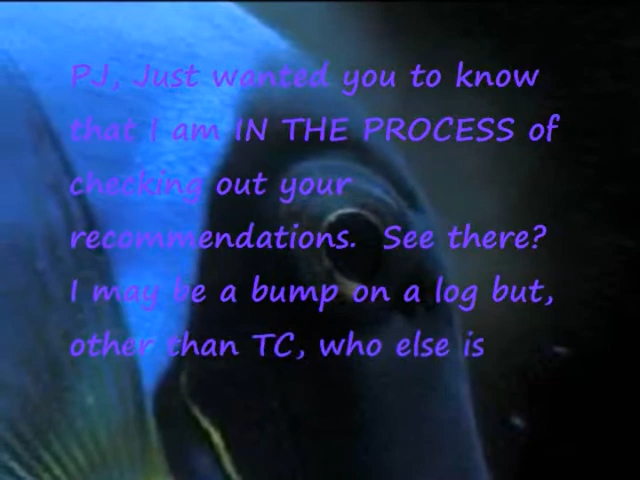 PJ, Just wanted you to know
that I am IN THE PROCESS of
checking out your
recommendations.  See there?
I may be a bump on a log but,
other than TC, who else is